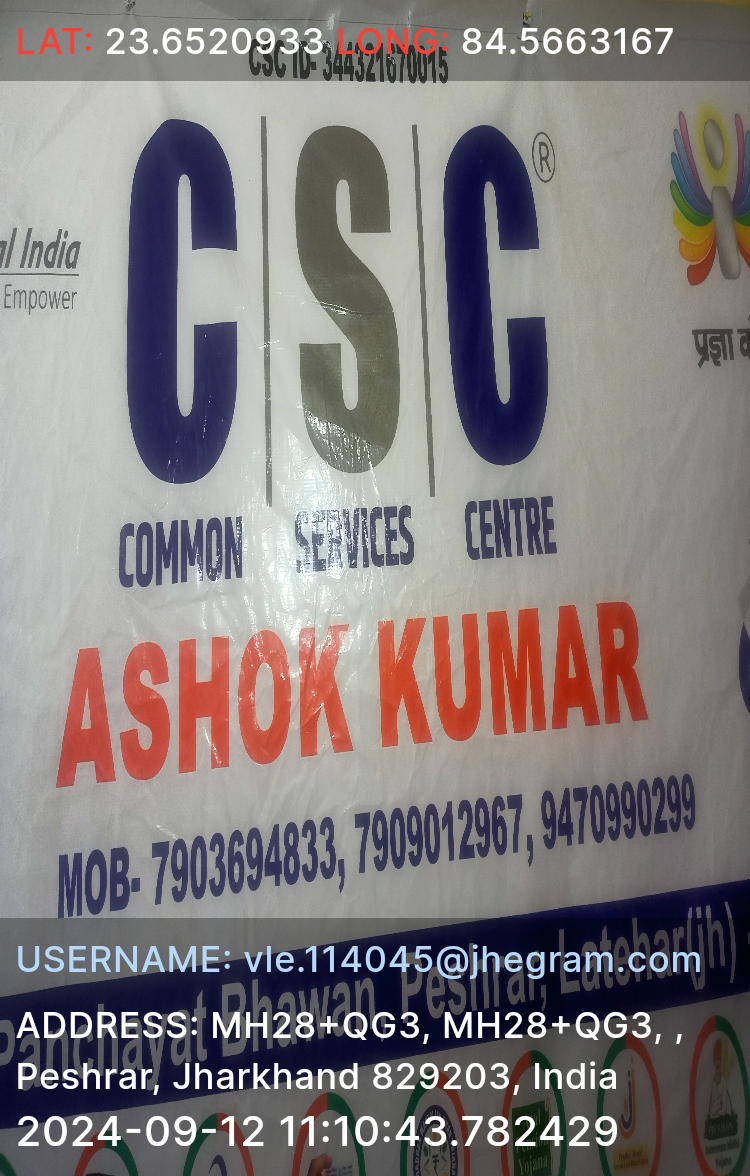 LAT: 23.6520933 LONG: 84.5663167
CSC ID- 344321670015
CSC®
al India
Empower
प्रज्ञा
COMMON SERVICES CENTRE
ASHOK KUMAR
MOB- 7903694833, 7909012967, 9470990299
Panchayat Bhawan, Peshrar, Latehar(jh)
USERNAME: vle.114045@jhegram.com
ADDRESS: MH28+QG3, MH28+QG3, ,
Peshrar, Jharkhand 829203, India
2024-09-12 11:10:43.782429
Yojana